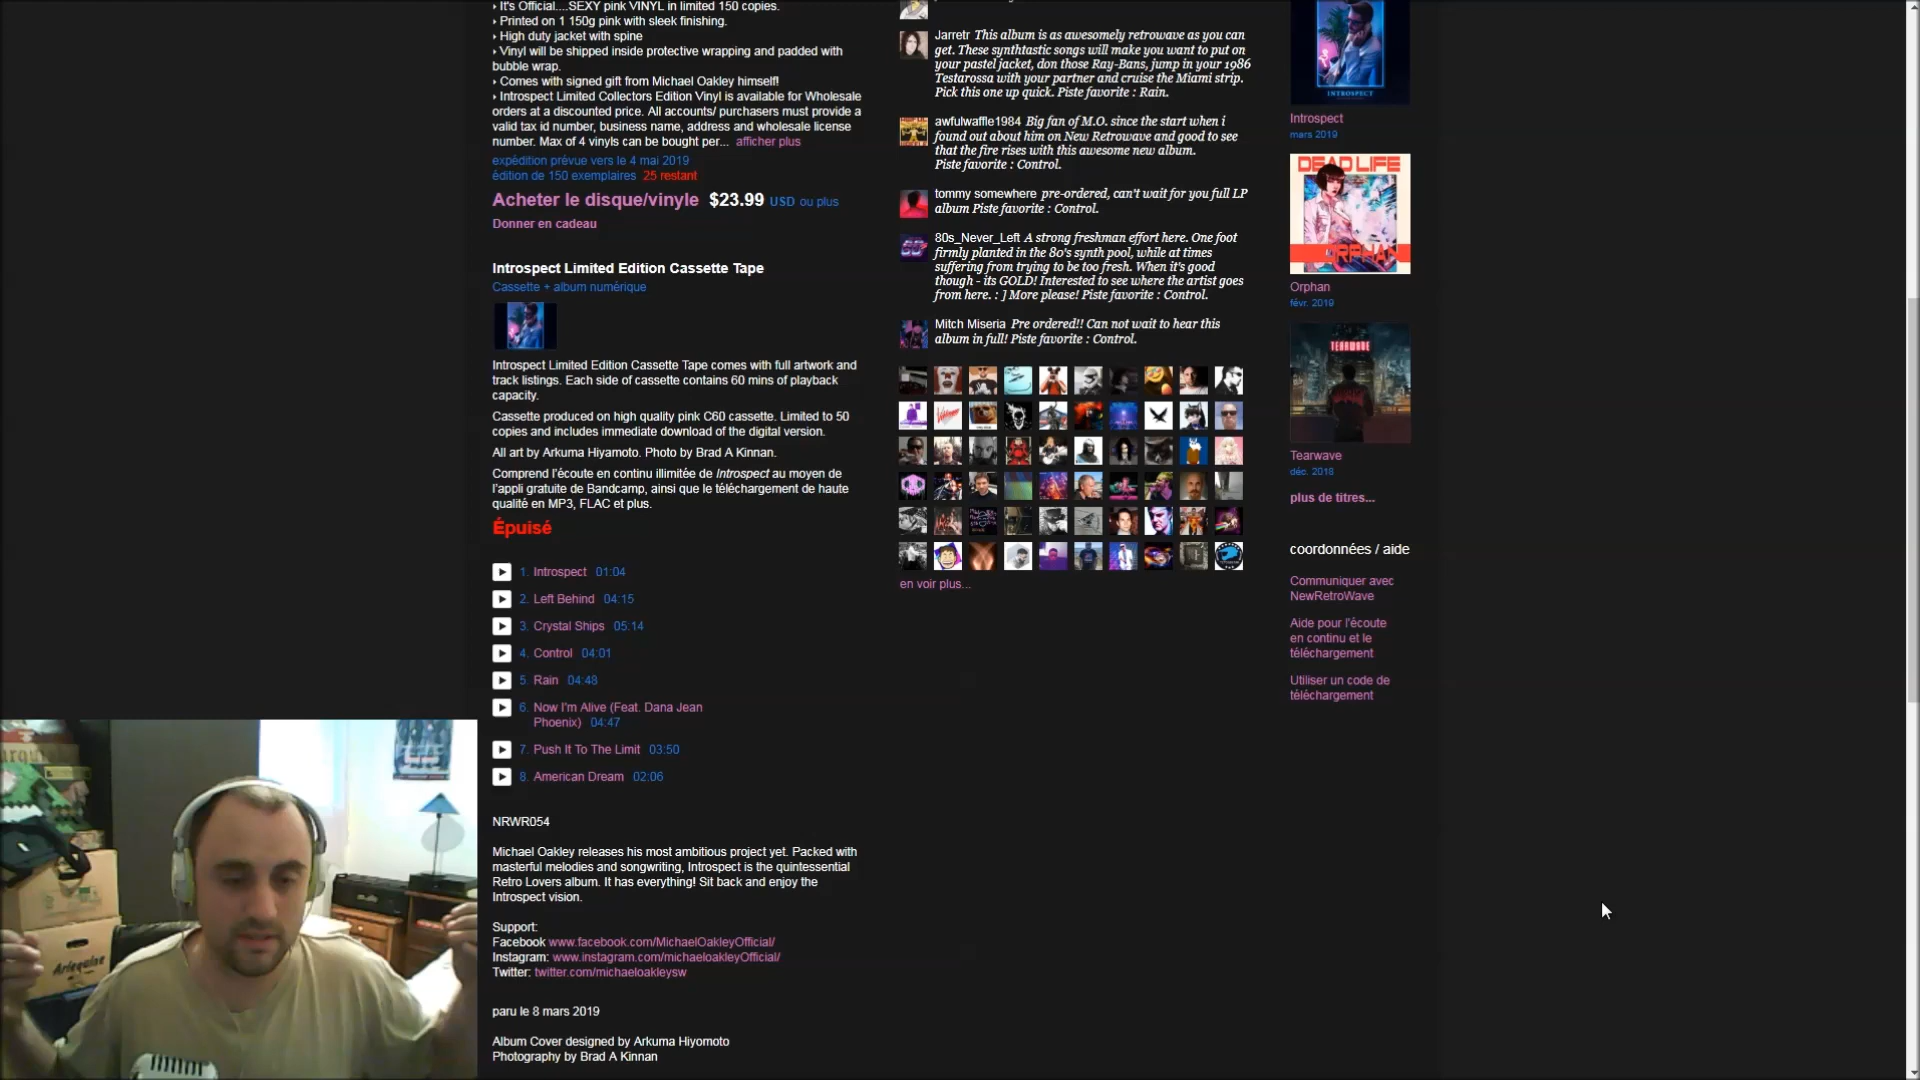 › It's Official....SEXY pink VINYL in limited 150 copies.
› Printed on 1 150g pink with sleek finishing.
› High duty jacket with spine
› Vinyl will be shipped inside protective wrapping and padded with
bubble wrap.
› Comes with signed gift from Michael Oakley himself!
› Introspect Limited Collectors Edition Vinyl is available for Wholesale
orders at a discounted price. All accounts/ purchasers must provide a
valid tax id number, business name, address and wholesale license
number. Max of 4 vinyls can be bought per... afficher plus
expédition prévue vers le 4 mai 2019
édition de 150 exemplaires 25 restant
Acheter le disque/vinyle $23.99 USD ou plus
Donner en cadeau
Introspect Limited Edition Cassette Tape
Cassette + album numérique
Introspect Limited Edition Cassette Tape comes with full artwork and
track listings. Each side of cassette contains 60 mins of playback
capacity.
Cassette produced on high quality pink C60 cassette. Limited to 50
copies and includes immediate download of the digital version.
All art by Arkuma Hiyamoto. Photo by Brad A Kinnan.
Comprend l'écoute en continu illimitée de Introspect au moyen de
l'appli gratuite de Bandcamp, ainsi que le téléchargement de haute
qualité en MP3, FLAC et plus.
Épuisé
1. Introspect 01:04
2. Left Behind 04:15
3. Crystal Ships 05:14
4. Control 04:01
5. Rain 04:48
6. Now I'm Alive (Feat. Dana Jean
Phoenix) 04:47
7. Push It To The Limit 03:50
8. American Dream 02:06
NRWR054
Michael Oakley releases his most ambitious project yet. Packed with
masterful melodies and songwriting, Introspect is the quintessential
Retro Lovers album. It has everything! Sit back and enjoy the
Introspect vision.
Support:
Facebook www.facebook.com/MichaelOakleyOfficial/
Instagram: www.instagram.com/michaeloakleyOfficial/
Twitter: twitter.com/michaeloakleysw
paru le 8 mars 2019
Album Cover designed by Arkuma Hiyomoto
Photography by Brad A Kinnan
Jarretr This album is as awesomely retrowave as you can
get. These synthtastic songs will make you want to put on
your pastel jacket, don those Ray-Bans, jump in your 1986
Testarossa with your partner and cruise the Miami strip.
Pick this one up quick. Piste favorite : Rain.
awfulwaffle1984 Big fan of M.O. since the start when i
found out about him on New Retrowave and good to see
that the fire rises with this awesome new album.
Piste favorite : Control.
tommy somewhere pre-ordered, can't wait for you full LP
album Piste favorite : Control.
80s_Never_Left A strong freshman effort here. One foot
firmly planted in the 80's synth pool, while at times
suffering from trying to be too fresh. When it's good
though - its GOLD! Interested to see where the artist goes
from here. : ] More please! Piste favorite : Control.
Mitch Miseria Pre ordered!! Can not wait to hear this
album in full! Piste favorite : Control.
en voir plus...
INTROSPECT
Introspect
mars 2019
DEAD LIFE
ORPHAN
Orphan
févr. 2019
TEARWAVE
Tearwave
déc. 2018
plus de titres...
coordonnées / aide
Communiquer avec
NewRetroWave
Aide pour l'écoute
en continu et le
téléchargement
Utiliser un code de
téléchargement
Arlequine